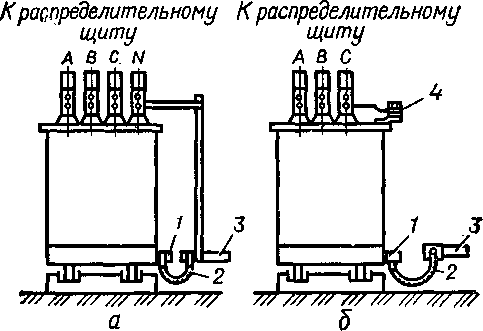 К распределительному
щиту
A B C N
1
3
2
а
К распределительному
щиту
A B C
4
1
3
2
б